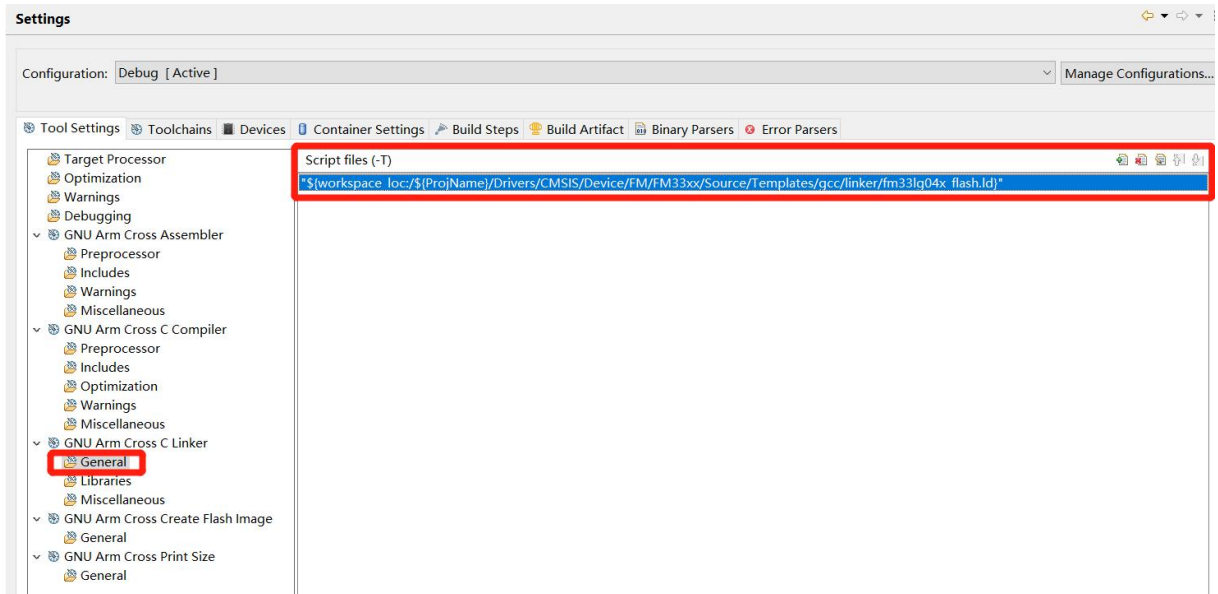 Settings
Configuration: Debug [ Active ]
Manage Configurations...
Tool Settings Toolchains Devices Container Settings Build Steps Build Artifact Binary Parsers Error Parsers
Target Processor
Optimization
Warnings
Debugging
GNU Arm Cross Assembler
Preprocessor
Includes
Warnings
Miscellaneous
GNU Arm Cross C Compiler
Preprocessor
Includes
Optimization
Warnings
Miscellaneous
GNU Arm Cross C Linker
General
Libraries
Miscellaneous
GNU Arm Cross Create Flash Image
General
GNU Arm Cross Print Size
General
Script files (-T)
"${workspace_loc:/${ProjName}/Drivers/CMSIS/Device/FM/FM33xx/Source/Templates/gcc/linker/fm33lg04x_flash.ld}"